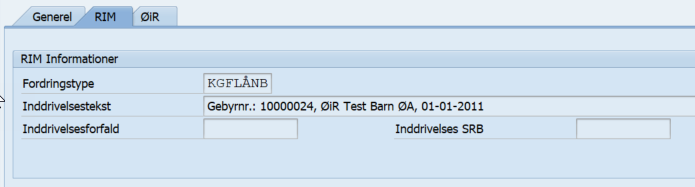 Generel RIM ØiR
RIM Informationer
Fordringstype KGFLÅNB
Inddrivelsestekst Gebyrnr.: 10000024, ØiR Test Barn ØA, 01-01-2011
Inddrivelsesforfald Inddrivelses SRB